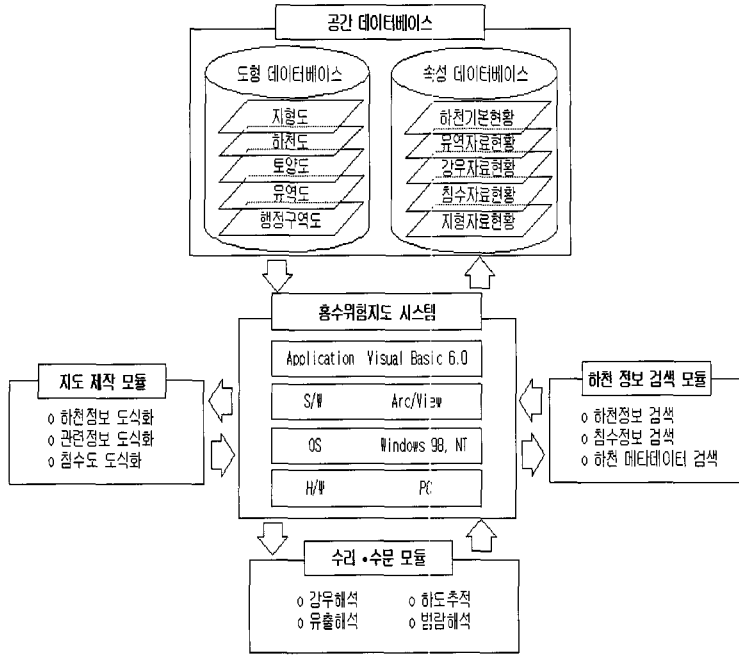 공간 데이터베이스
도형 데이터베이스
지형도
하천도
토양도
유역도
행정구역도
속성 데이터베이스
하천기본현황
유역자료현황
강우자료현황
침수자료현황
지형자료현황
홍수위험지도 시스템
Application Visual Basic 6.0
S/W Arc/View
OS Windows 98, NT
H/W PC
지도 제작 모듈
o 하천정보 도식화
o 관련정보 도식화
o 침수도 도식화
하천 정보 검색 모듈
o 하천정보 검색
o 침수정보 검색
o 하천 메타데이터 검색
수리·수문 모듈
o 강우해석 o 하도추적
o 유출해석 o 범람해석